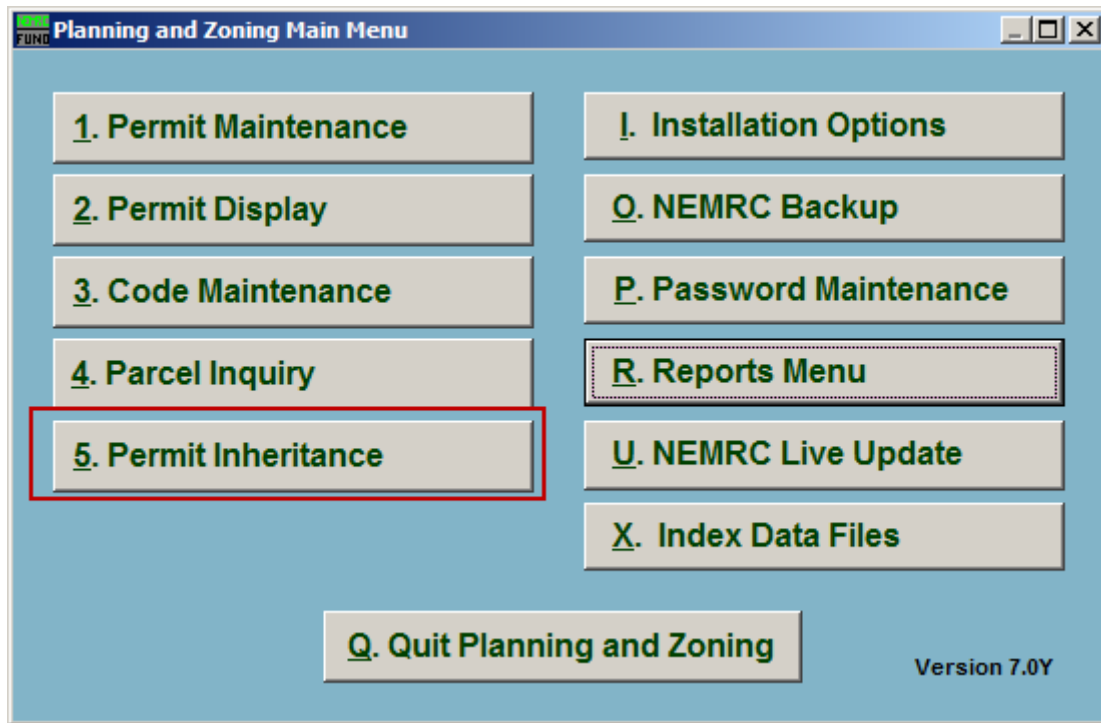 NEMRC
FUND
Planning and Zoning Main Menu
1. Permit Maintenance
2. Permit Display
3. Code Maintenance
4. Parcel Inquiry
5. Permit Inheritance
I. Installation Options
O. NEMRC Backup
P. Password Maintenance
R. Reports Menu
U. NEMRC Live Update
X. Index Data Files
Q. Quit Planning and Zoning
Version 7.0Y